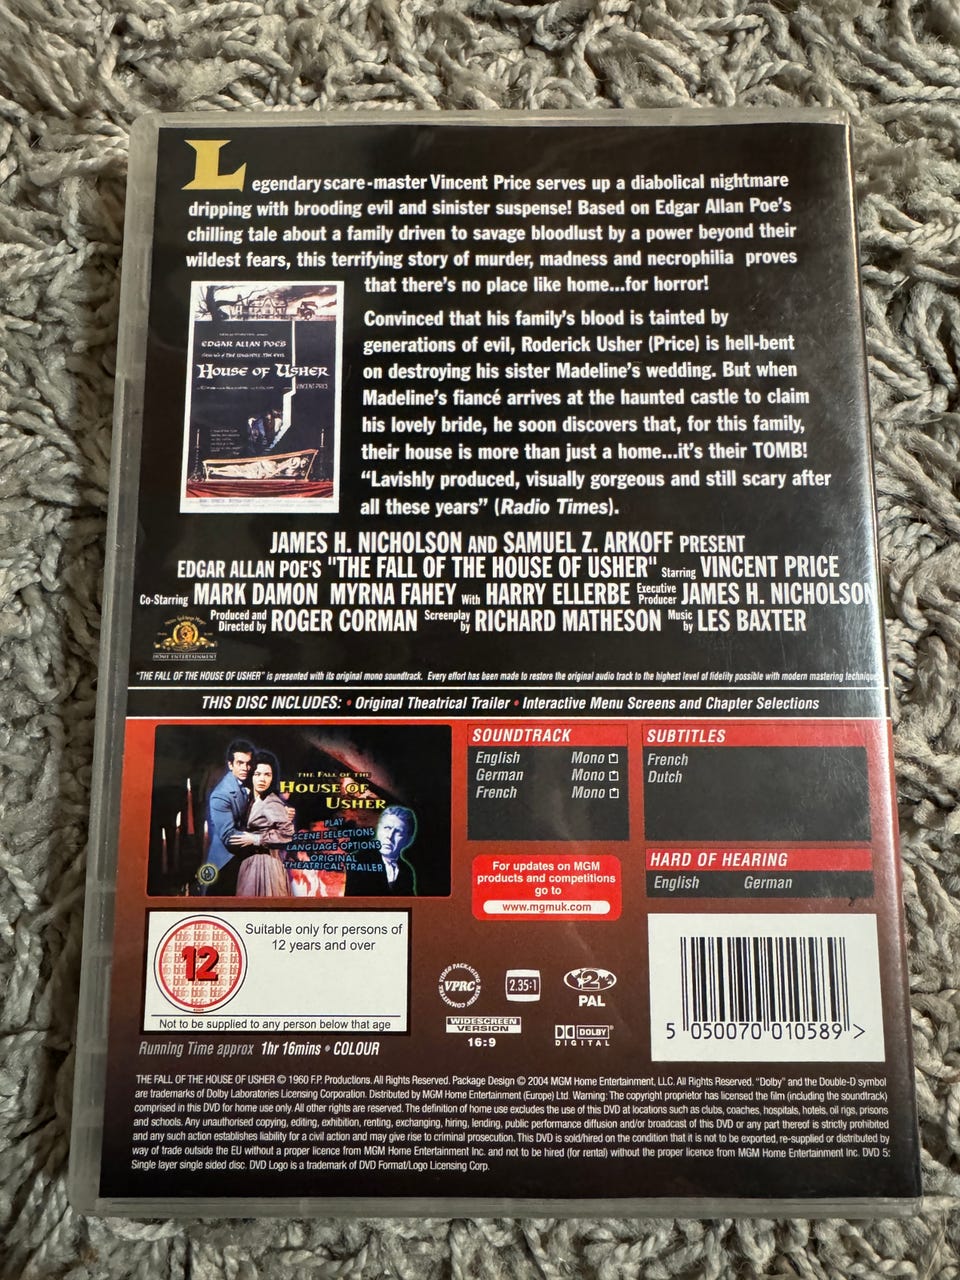 Legendary scare-master Vincent Price serves up a diabolical nightmare
dripping with brooding evil and sinister suspense! Based on Edgar Allan Poe's
chilling tale about a family driven to savage bloodlust by a power beyond their
wildest fears, this terrifying story of murder, madness and necrophilia proves
that there's no place like home...for horror!
EDGAR ALLAN POE'S
HOUSE OF USHER
VINCENT PRICE
Convinced that his family's blood is tainted by
generations of evil, Roderick Usher (Price) is hell-bent
on destroying his sister Madeline's wedding. But when
Madeline's fiancé arrives at the haunted castle to claim
his lovely bride, he soon discovers that, for this family,
their house is more than just a home...it's their TOMB!
"Lavishly produced, visually gorgeous and still scary after
all these years" (Radio Times).
JAMES H. NICHOLSON AND SAMUEL Z. ARKOFF PRESENT
EDGAR ALLAN POE'S "THE FALL OF THE HOUSE OF USHER" Starring VINCENT PRICE
Co-Starring MARK DAMON MYRNA FAHEY With HARRY ELLERBE Executive Producer JAMES H. NICHOLSON
Produced and Directed by ROGER CORMAN Screenplay by RICHARD MATHESON Music by LES BAXTER
HOME ENTERTAINMENT
"THE FALL OF THE HOUSE OF USHER" is presented with its original mono soundtrack. Every effort has been made to restore the original audio track to the highest level of fidelity possible with modern mastering technique
THIS DISC INCLUDES: • Original Theatrical Trailer • Interactive Menu Screens and Chapter Selections
THE FALL OF THE
HOUSE OF
USHER
PLAY
SCENE SELECTIONS
LANGUAGE OPTIONS
ORIGINAL
THEATRICAL TRAILER
SOUNDTRACK
English Mono
German Mono
French Mono
SUBTITLES
French
Dutch
HARD OF HEARING
English German
For updates on MGM
products and competitions
go to
www.mgmuk.com
12
Suitable only for persons of
12 years and over
Not to be supplied to any person below that age
Running Time approx 1hr 16mins • COLOUR
VIDEO PACKAGING REVIEW COMMITTEE
VPRC
2.35:1
2
PAL
WIDESCREEN
VERSION
16:9
DOLBY
DIGITAL
5 050070 010589 >
THE FALL OF THE HOUSE OF USHER © 1960 F.P. Productions. All Rights Reserved. Package Design © 2004 MGM Home Entertainment, LLC. All Rights Reserved. "Dolby" and the Double-D symbol
are trademarks of Dolby Laboratories Licensing Corporation. Distributed by MGM Home Entertainment (Europe) Ltd. Warning: The copyright proprietor has licensed the film (including the soundtrack)
comprised in this DVD for home use only. All other rights are reserved. The definition of home use excludes the use of this DVD at locations such as clubs, coaches, hospitals, hotels, oil rigs, prisons
and schools. Any unauthorised copying, editing, exhibition, renting, exchanging, hiring, lending, public performance diffusion and/or broadcast of this DVD or any part thereof is strictly prohibited
and any such action establishes liability for a civil action and may give rise to criminal prosecution. This DVD is sold/hired on the condition that it is not to be exported, re-supplied or distributed by
way of trade outside the EU without a proper licence from MGM Home Entertainment Inc. and not to be hired (for rental) without the proper licence from MGM Home Entertainment Inc. DVD 5:
Single layer single sided disc. DVD Logo is a trademark of DVD Format/Logo Licensing Corp.